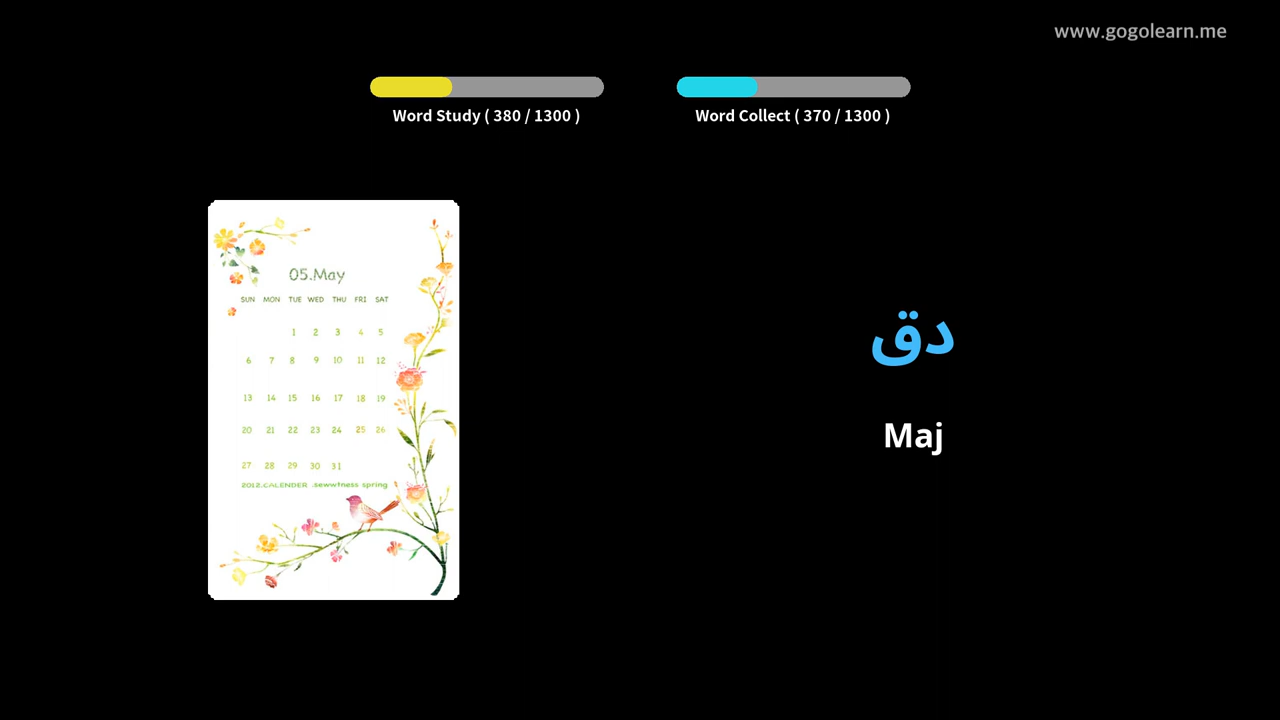 www.gogolearn.me
Word Study ( 380 / 1300 )
Word Collect ( 370 / 1300 )
05.May
SUN MON TUE WED THU FRI SAT
1 2 3 4 5
6 7 8 9 10 11 12
13 14 15 16 17 18 19
20 21 22 23 24 25 26
27 28 29 30 31
2012.CALENDER .sewwtness spring
دق
Maj